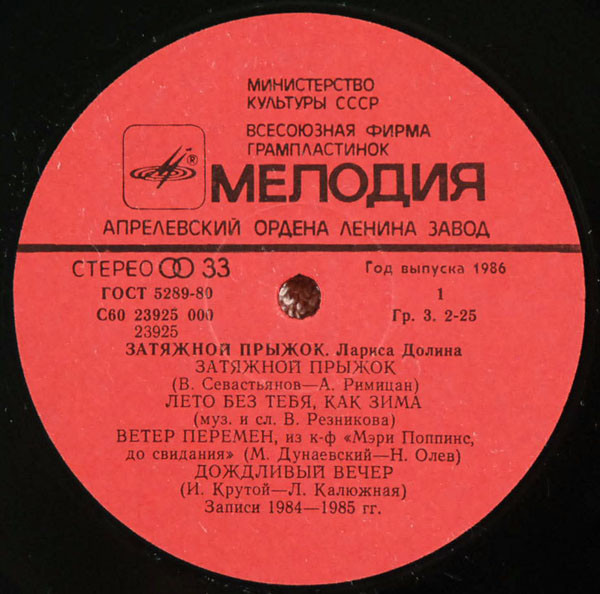 МИНИСТЕРСТВО
КУЛЬТУРЫ СССР
ВСЕСОЮЗНАЯ ФИРМА
ГРАМПЛАСТИНОК
®
МЕЛОДИЯ
АПРЕЛЕВСКИЙ ОРДЕНА ЛЕНИНА ЗАВОД
СТЕРЕО 33
Год выпуска 1986
ГОСТ 5289-80
1
С60 23925 000
Гр. 3. 2-25
23925
ЗАТЯЖНОЙ ПРЫЖОК. Лариса Долина
ЗАТЯЖНОЙ ПРЫЖОК
(В. Севастьянов—А. Римицан)
ЛЕТО БЕЗ ТЕБЯ, КАК ЗИМА
(муз. и сл. В. Резникова)
ВЕТЕР ПЕРЕМЕН, из к-ф «Мэри Поппинс,
до свидания» (М. Дунаевский—Н. Олев)
ДОЖДЛИВЫЙ ВЕЧЕР
(И. Крутой—Л. Калюжная)
Записи 1984—1985 гг.